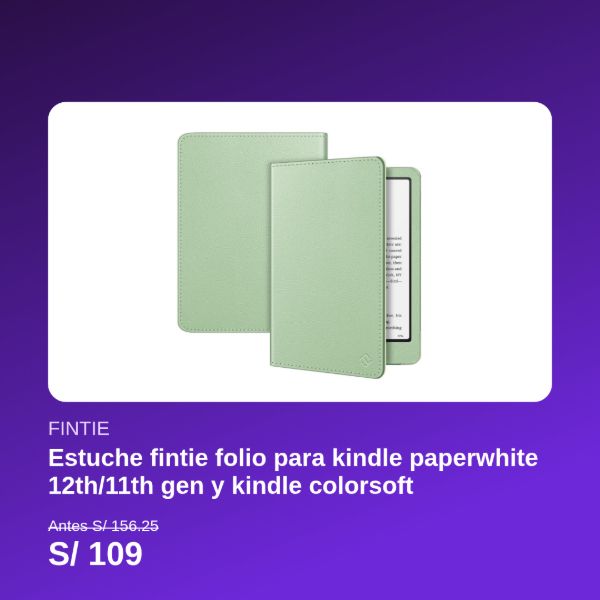 FINTIE
Estuche fintie folio para kindle paperwhite
12th/11th gen y kindle colorsoft
Antes S/ 156.25
S/ 109